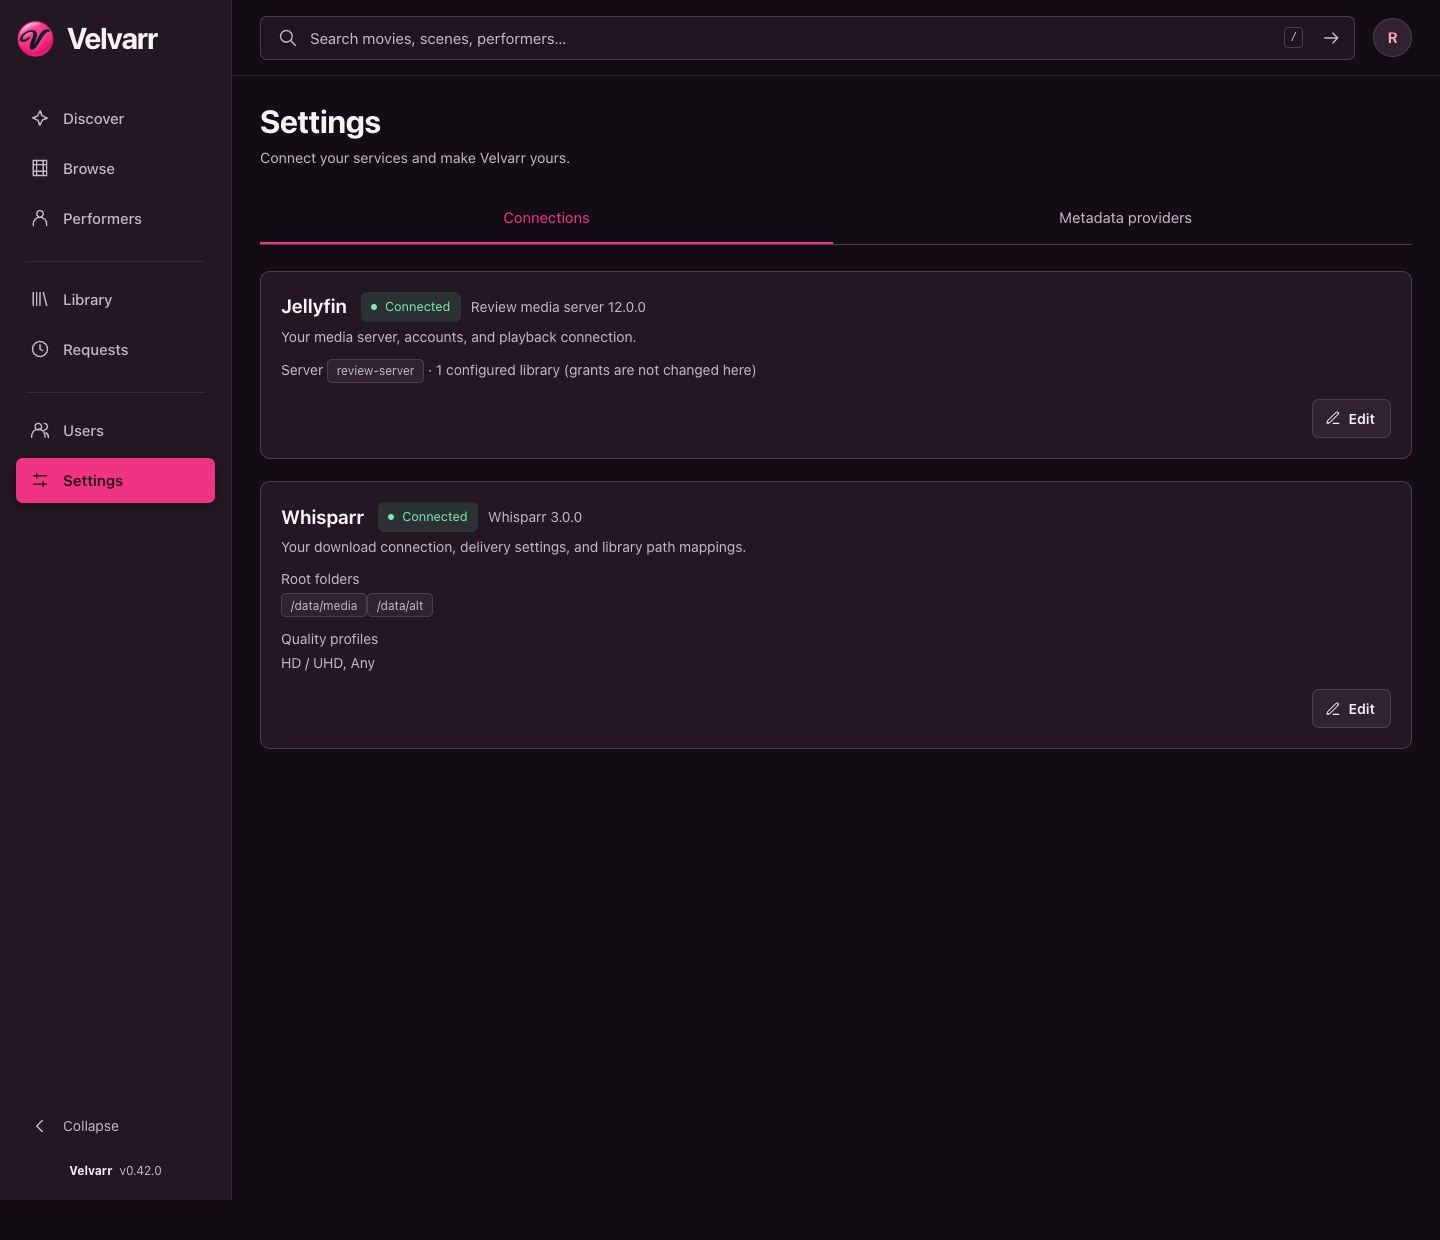 Velvarr
Search movies, scenes, performers...
/
R
Discover
Browse
Performers
Library
Requests
Users
Settings
Collapse
Velvarr v0.42.0
Settings
Connect your services and make Velvarr yours.
Connections
Metadata providers
Jellyfin Connected Review media server 12.0.0
Your media server, accounts, and playback connection.
Server review-server · 1 configured library (grants are not changed here)
Edit
Whisparr Connected Whisparr 3.0.0
Your download connection, delivery settings, and library path mappings.
Root folders
/data/media /data/alt
Quality profiles
HD / UHD, Any
Edit